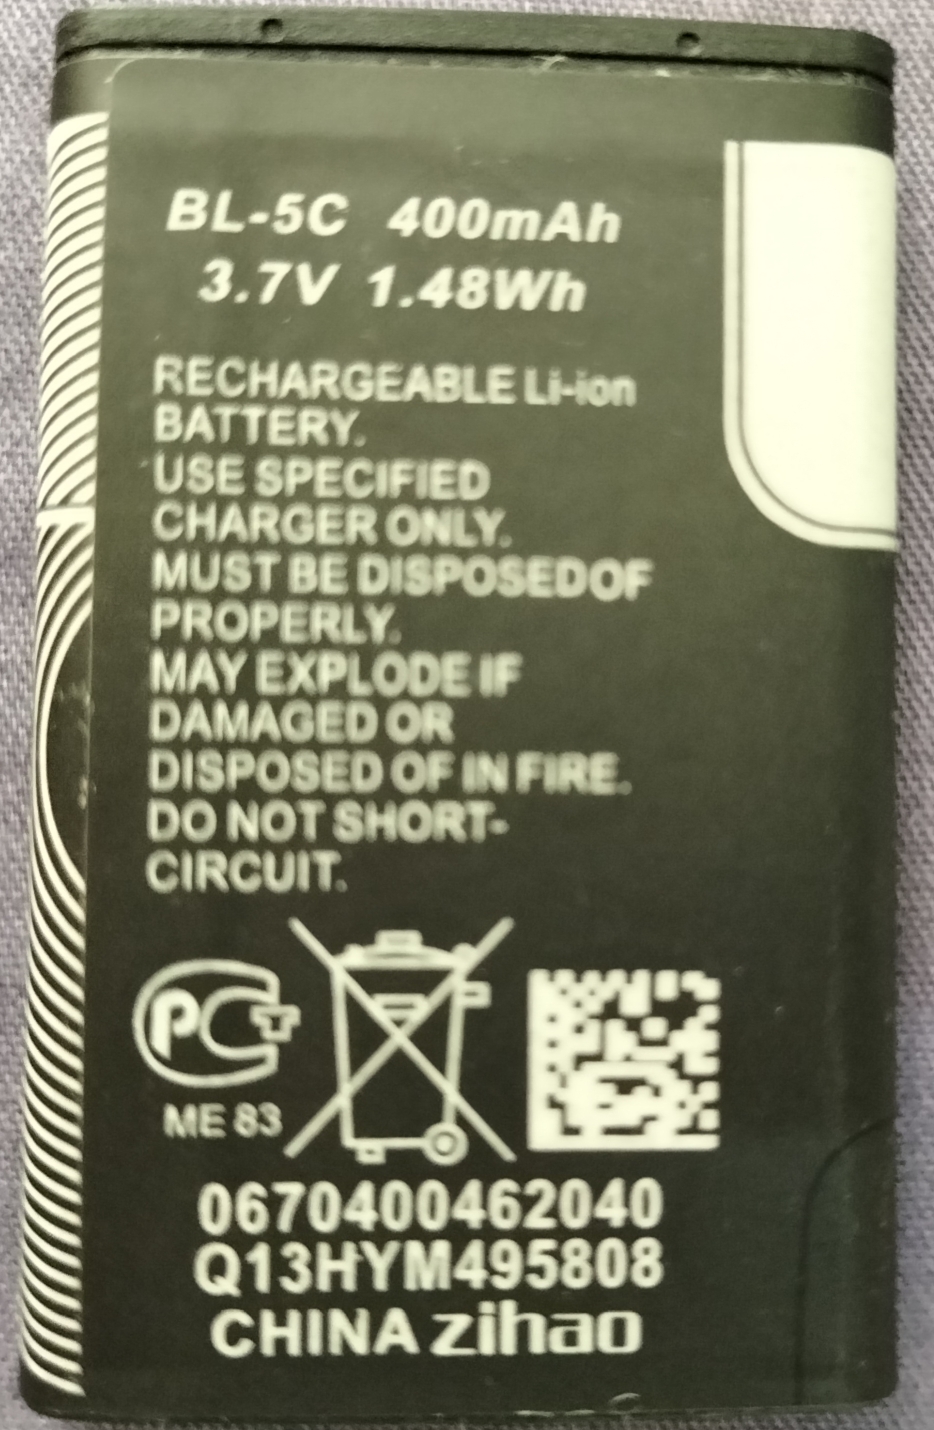 BL-5C 400mAh
3.7V 1.48Wh
RECHARGEABLE Li-ion
BATTERY.
USE SPECIFIED
CHARGER ONLY.
MUST BE DISPOSEDOF
PROPERLY.
MAY EXPLODE IF
DAMAGED OR
DISPOSED OF IN FIRE.
DO NOT SHORT-
CIRCUIT.
PCT
ME 83
0670400462040
Q13HYM495808
CHINA zihao